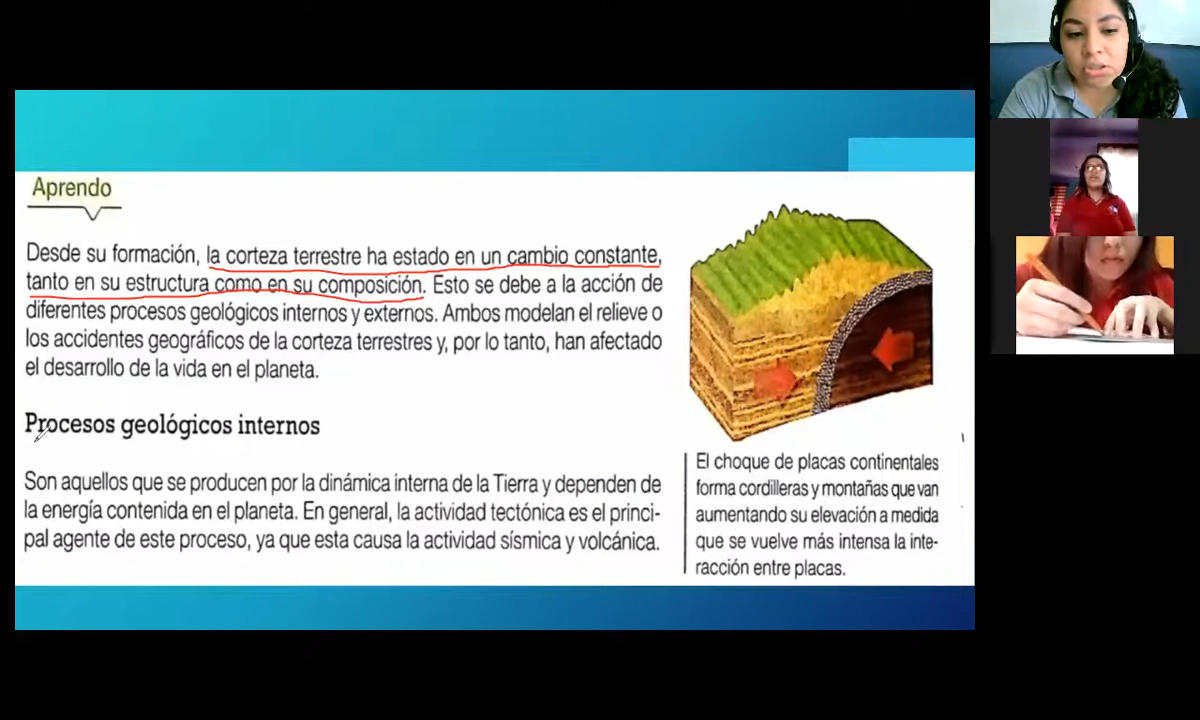 Aprendo
Desde su formación, la corteza terrestre ha estado en un cambio constante,
tanto en su estructura como en su composición. Esto se debe a la acción de
diferentes procesos geológicos internos y externos. Ambos modelan el relieve o
los accidentes geográficos de la corteza terrestres y, por lo tanto, han afectado
el desarrollo de la vida en el planeta.
Procesos geológicos internos
Son aquellos que se producen por la dinámica interna de la Tierra y dependen de
la energía contenida en el planeta. En general, la actividad tectónica es el princi-
pal agente de este proceso, ya que esta causa la actividad sísmica y volcánica.
El choque de placas continentales
forma cordilleras y montañas que van
aumentando su elevación a medida
que se vuelve más intensa la inte-
racción entre placas.